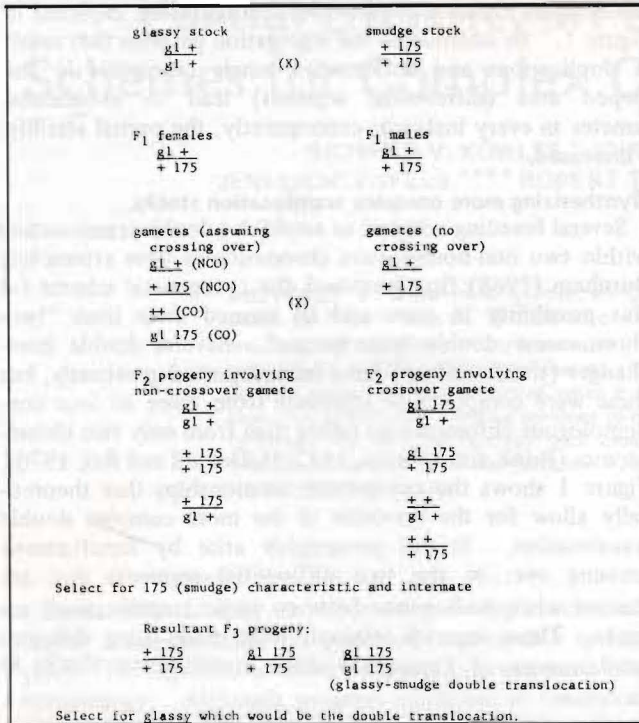 glassy stock smudge stock
gl + + 175
gl + (X) + 175
F1 females F1 males
gl + gl +
+ 175 + 175
gametes (assuming gametes (no
crossing over) crossing over)
gl + (NCO) gl +
+ 175 (NCO) + 175
++ (CO) (X)
gl 175 (CO)
F2 progeny involving F2 progeny involving
non-crossover gamete crossover gamete
gl + gl 175
gl + gl +
+ 175 gl 175
+ 175 + 175
+ 175 + +
gl + gl +
+ +
+ 175
Select for 175 (smudge) characteristic and intermate
Resultant F3 progeny:
+ 175 gl 175 gl 175
+ 175 + 175 gl 175
(glassy-smudge double translocation)
Select for glassy which would be the double translocation